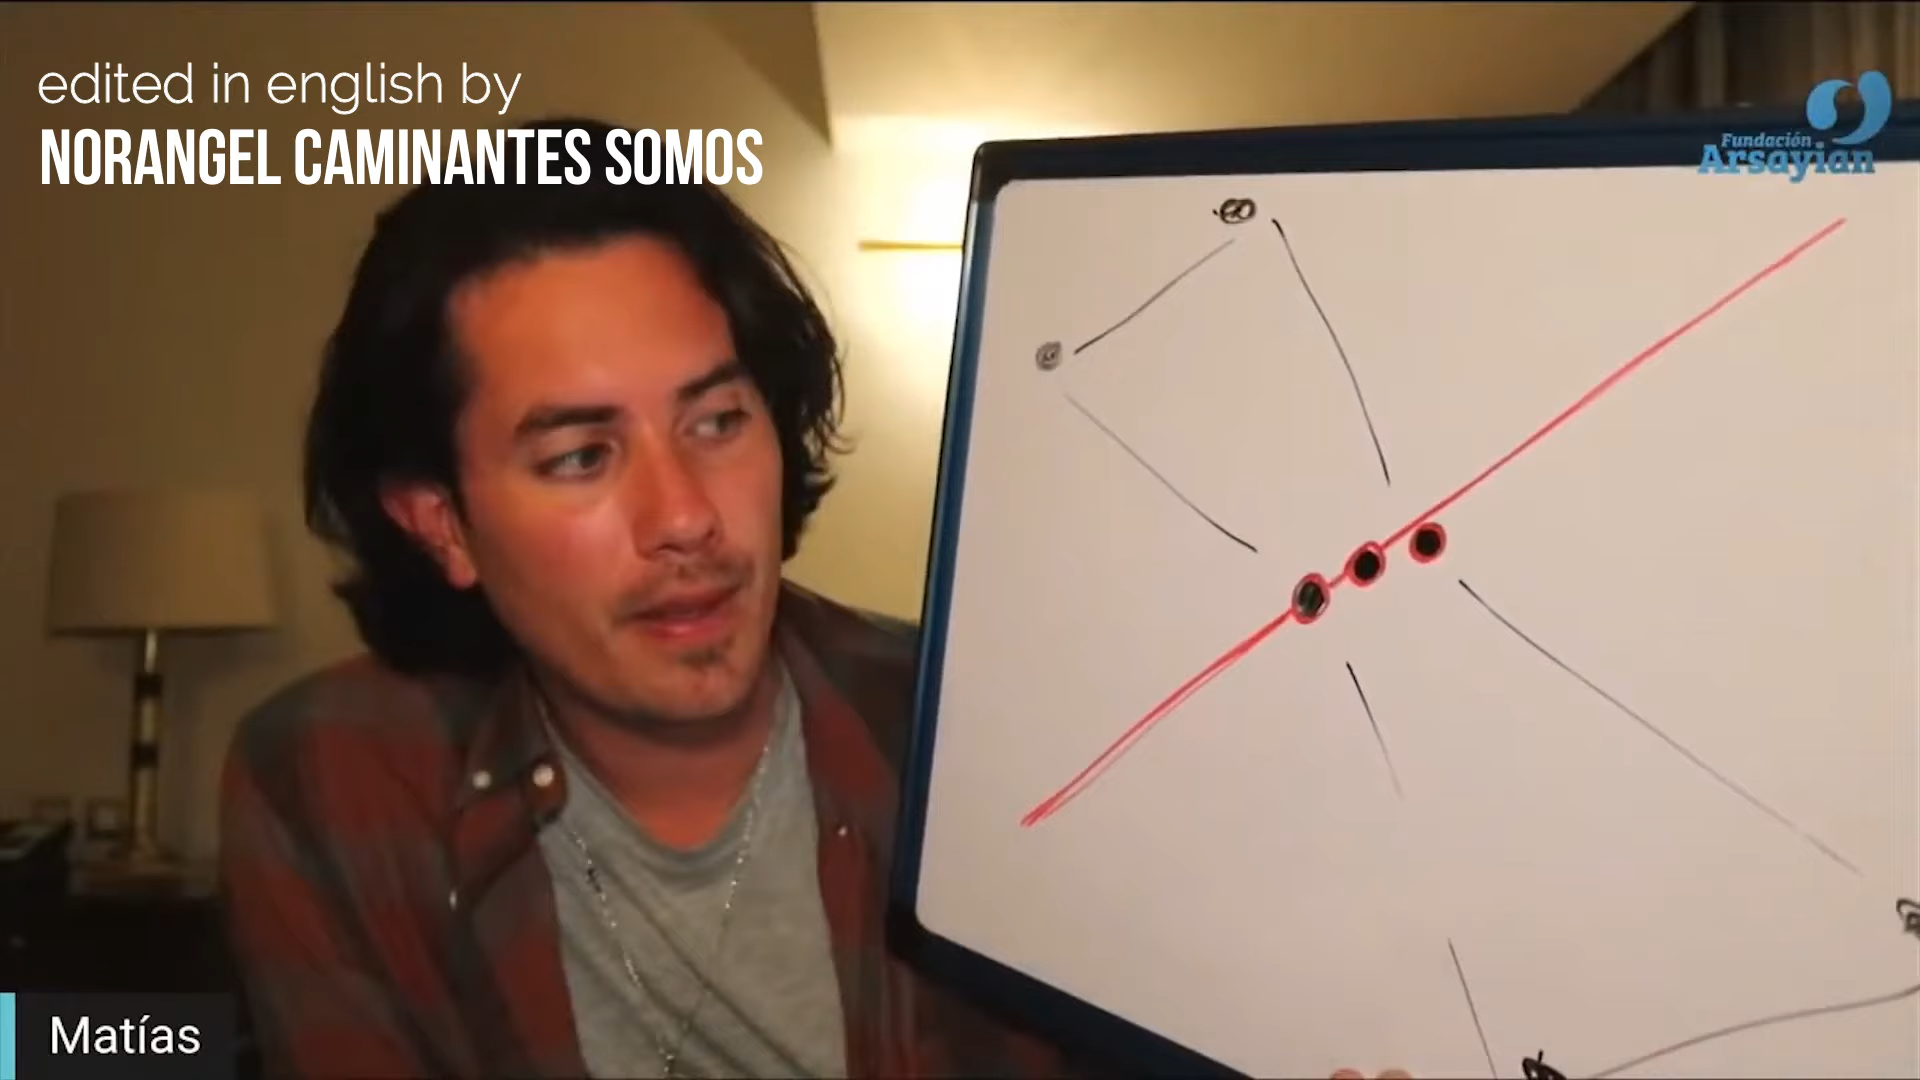 edited in english by
NORANGEL CAMINANTES SOMOS
Fundación
Arsayian
Matías